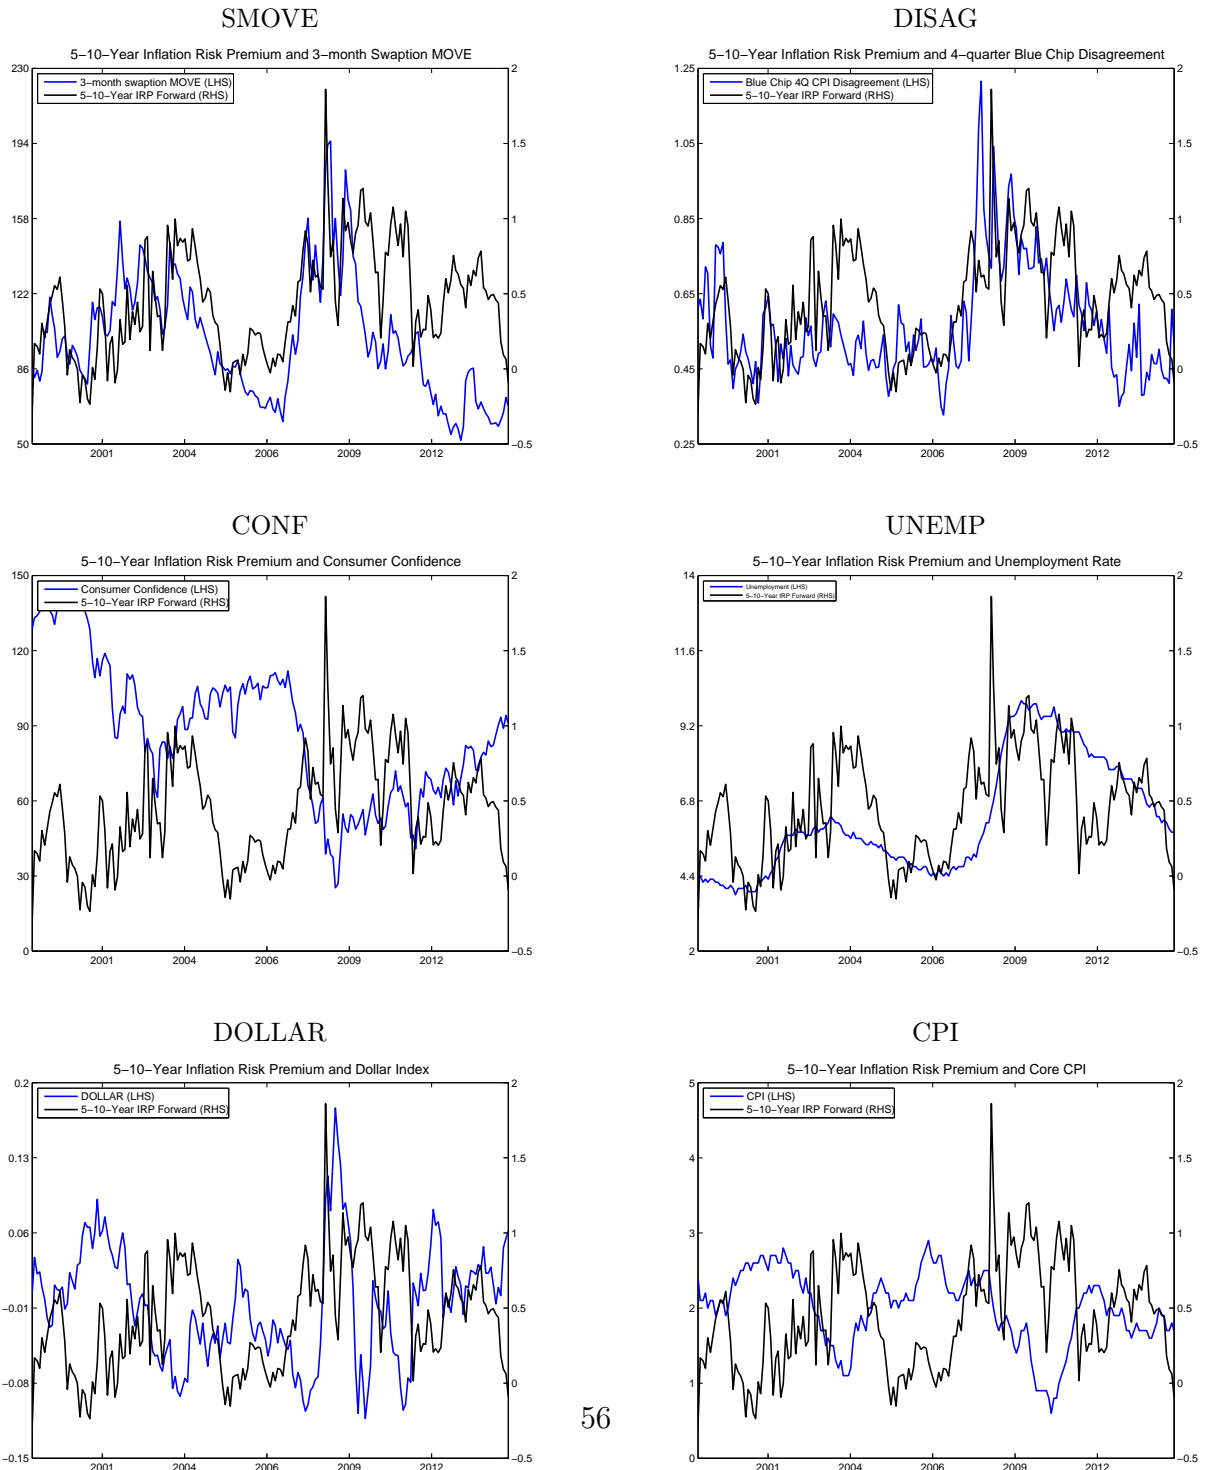 SMOVE
5−10−Year Inflation Risk Premium and 3−month Swaption MOVE
3−month swaption MOVE (LHS)
5−10−Year IRP Forward (RHS)
230
194
158
122
86
50
2
1.5
1
0.5
0
−0.5
2001 2004 2006 2009 2012
DISAG
5−10−Year Inflation Risk Premium and 4−quarter Blue Chip Disagreement
Blue Chip 4Q CPI Disagreement (LHS)
5−10−Year IRP Forward (RHS)
1.25
1.05
0.85
0.65
0.45
0.25
2
1.5
1
0.5
0
−0.5
2001 2004 2006 2009 2012
CONF
5−10−Year Inflation Risk Premium and Consumer Confidence
Consumer Confidence (LHS)
5−10−Year IRP Forward (RHS)
150
120
90
60
30
0
2
1.5
1
0.5
0
−0.5
2001 2004 2006 2009 2012
UNEMP
5−10−Year Inflation Risk Premium and Unemployment Rate
Unemployment (LHS)
5−10−Year IRP Forward (RHS)
14
11.6
9.2
6.8
4.4
2
2
1.5
1
0.5
0
−0.5
2001 2004 2006 2009 2012
DOLLAR
5−10−Year Inflation Risk Premium and Dollar Index
DOLLAR (LHS)
5−10−Year IRP Forward (RHS)
0.2
0.13
0.06
−0.01
−0.08
−0.15
2
1.5
1
0.5
0
−0.5
2001 2004 2006 2009 2012
CPI
5−10−Year Inflation Risk Premium and Core CPI
CPI (LHS)
5−10−Year IRP Forward (RHS)
5
4
3
2
1
0
2
1.5
1
0.5
0
−0.5
2001 2004 2006 2009 2012
56